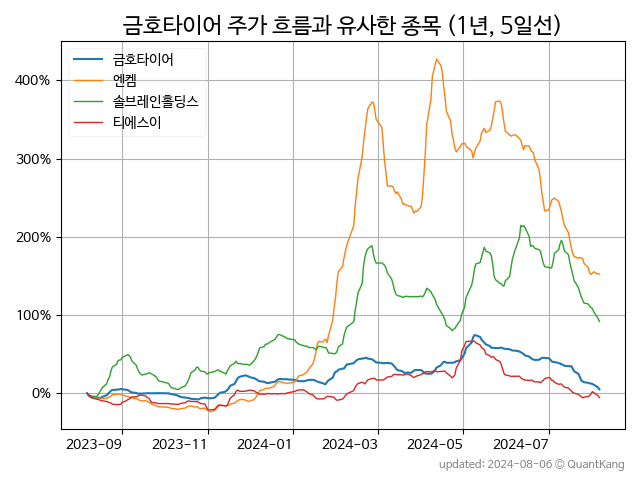 금호타이어 주가 흐름과 유사한 종목 (1년, 5일선)
금호타이어
엔켐
솔브레인홀딩스
티에스이
400%
300%
200%
100%
0%
2023-09 2023-11 2024-01 2024-03 2024-05 2024-07
updated: 2024-08-06 © QuantKang